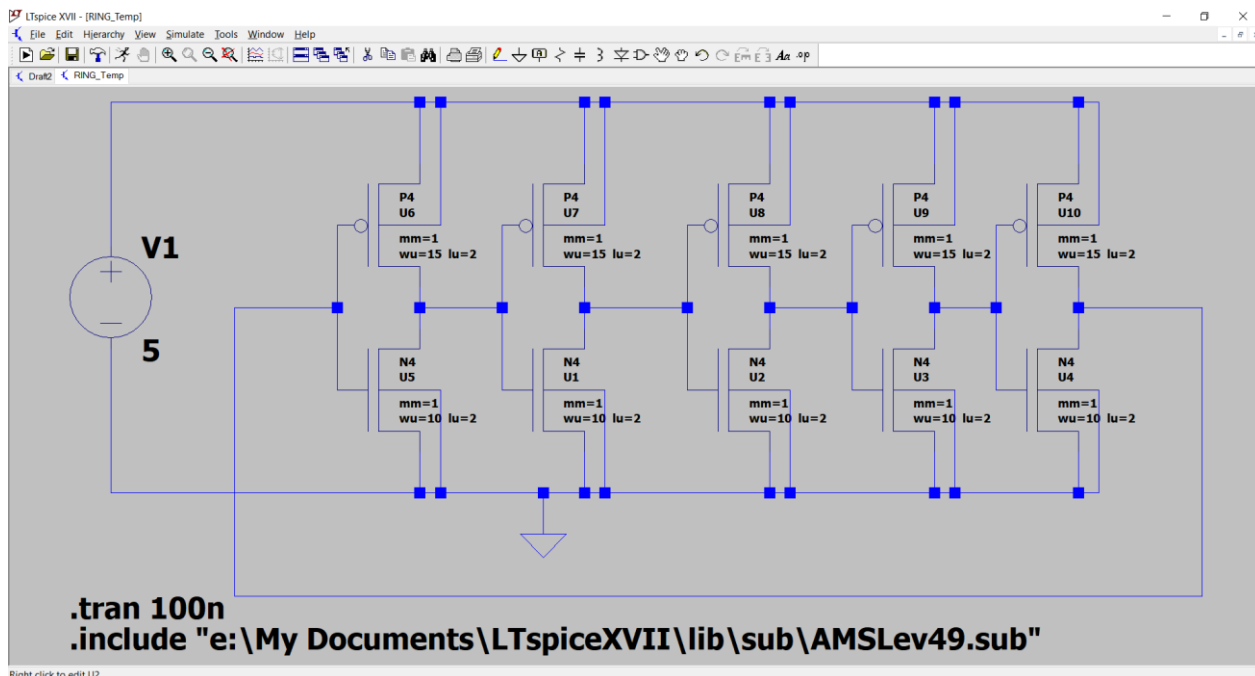 LTspice XVII - [RING_Temp]
File Edit Hierarchy View Simulate Tools Window Help
Draft2 RING_Temp
P4
U6
mm=1
wu=15 lu=2
P4
U7
mm=1
wu=15 lu=2
P4
U8
mm=1
wu=15 lu=2
P4
U9
mm=1
wu=15 lu=2
P4
U10
mm=1
wu=15 lu=2
V1
5
N4
U5
mm=1
wu=10 lu=2
N4
U1
mm=1
wu=10 lu=2
N4
U2
mm=1
wu=10 lu=2
N4
U3
mm=1
wu=10 lu=2
N4
U4
mm=1
wu=10 lu=2
.tran 100n
.include "e:\My Documents\LTspiceXVII\lib\sub\AMSLev49.sub"
Right click to edit U2